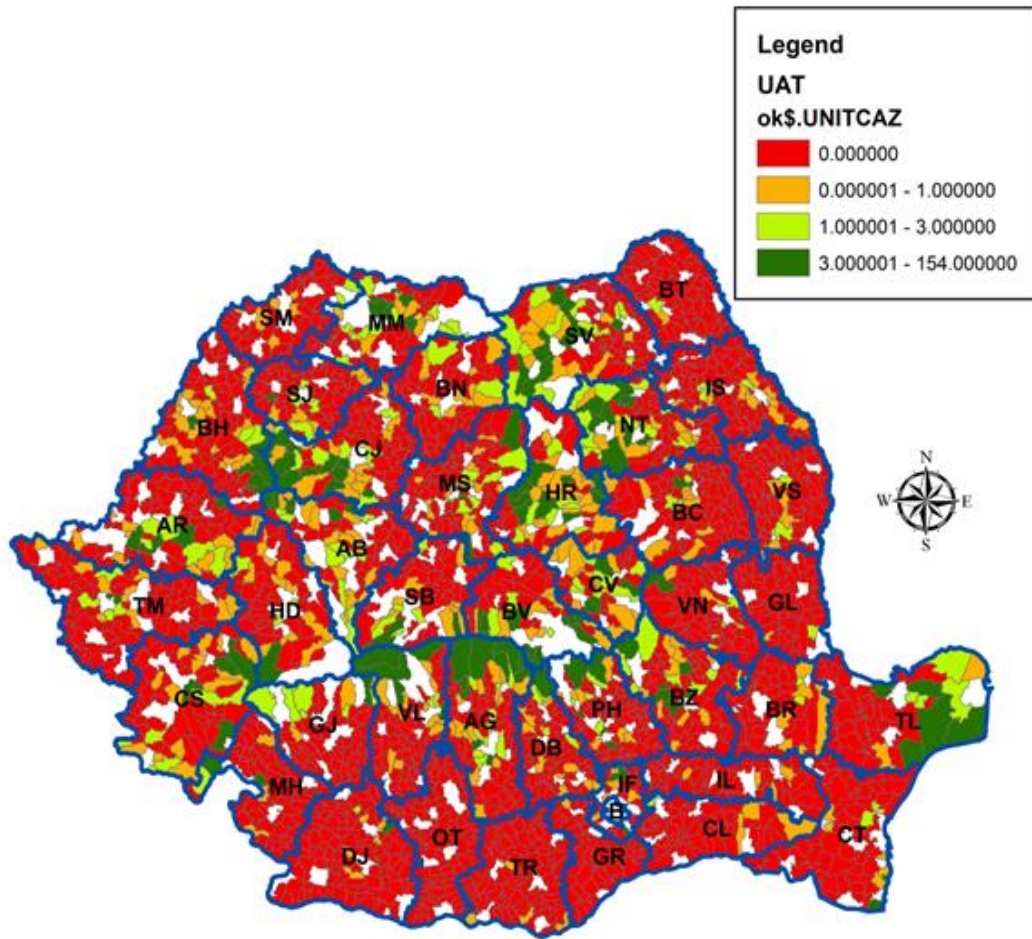 Legend
UAT
ok$.UNITCAZ
0.000000
0.000001 - 1.000000
1.000001 - 3.000000
3.000001 - 154.000000
BT
SM
MM
SV
BN
IS
SJ
BH
CJ
NT
MS
HR
VS
BC
N
W
E
S
AR
AB
TM
HD
SB
BV
CV
VN
GL
CS
GJ
VL
AG
PH
BZ
BR
TL
DB
MH
IF
IL
B
CL
CT
DJ
OT
TR
GR